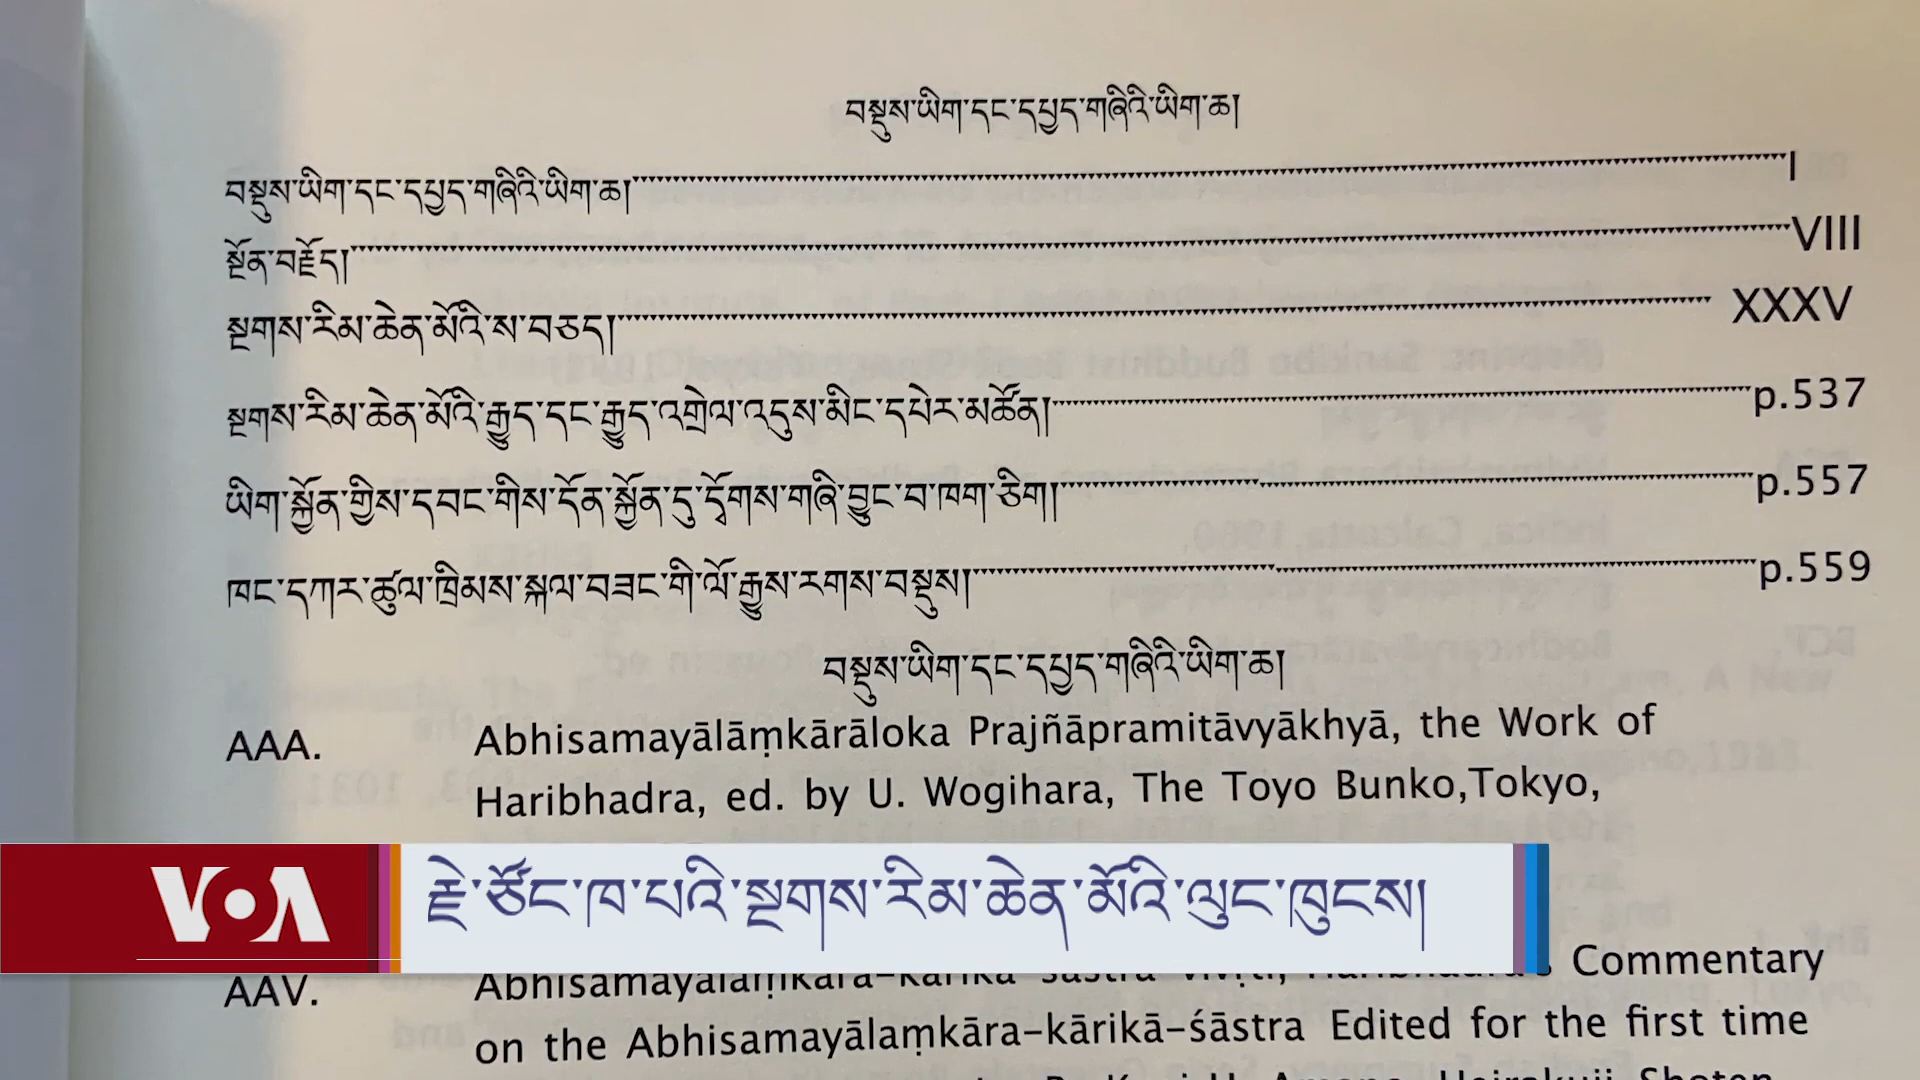 བསྡུས་ཡིག་དང་དཔྱད་གཞིའི་ཡིག་ཆ།
བསྡུས་ཡིག་དང་དཔྱད་གཞིའི་ཡིག་ཆ། I
སྔོན་བརྗོད། VIII
སྔགས་རིམ་ཆེན་མོའི་ས་བཅད། XXXV
སྔགས་རིམ་ཆེན་མོའི་རྒྱུད་དང་རྒྱུད་འགྲེལ་འདུས་མིང་དཔེར་མཚོན། p.537
ཡིག་སྐྱོན་གྱིས་དབང་གིས་དོན་སྐྱོན་དུ་དྭོགས་གཞི་བྱུང་བ་ཁག་ཅིག། p.557
ཁང་དཀར་ཚུལ་ཁྲིམས་སྐལ་བཟང་གི་ལོ་རྒྱུས་རགས་བསྡུས། p.559
བསྡུས་ཡིག་དང་དཔྱད་གཞིའི་ཡིག་ཆ།
AAA. Abhisamayālāṃkārāloka Prajñāpramitāvyākhyā, the Work of
Haribhadra, ed. by U. Wogihara, The Toyo Bunko,Tokyo,
VOA རྗེ་ཙོང་ཁ་པའི་སྔགས་རིམ་ཆེན་མོའི་ལུང་ཁུངས།
AAV. Commentary
on the Abhisamayālaṃkāra-kārikā-śāstra Edited for the first time